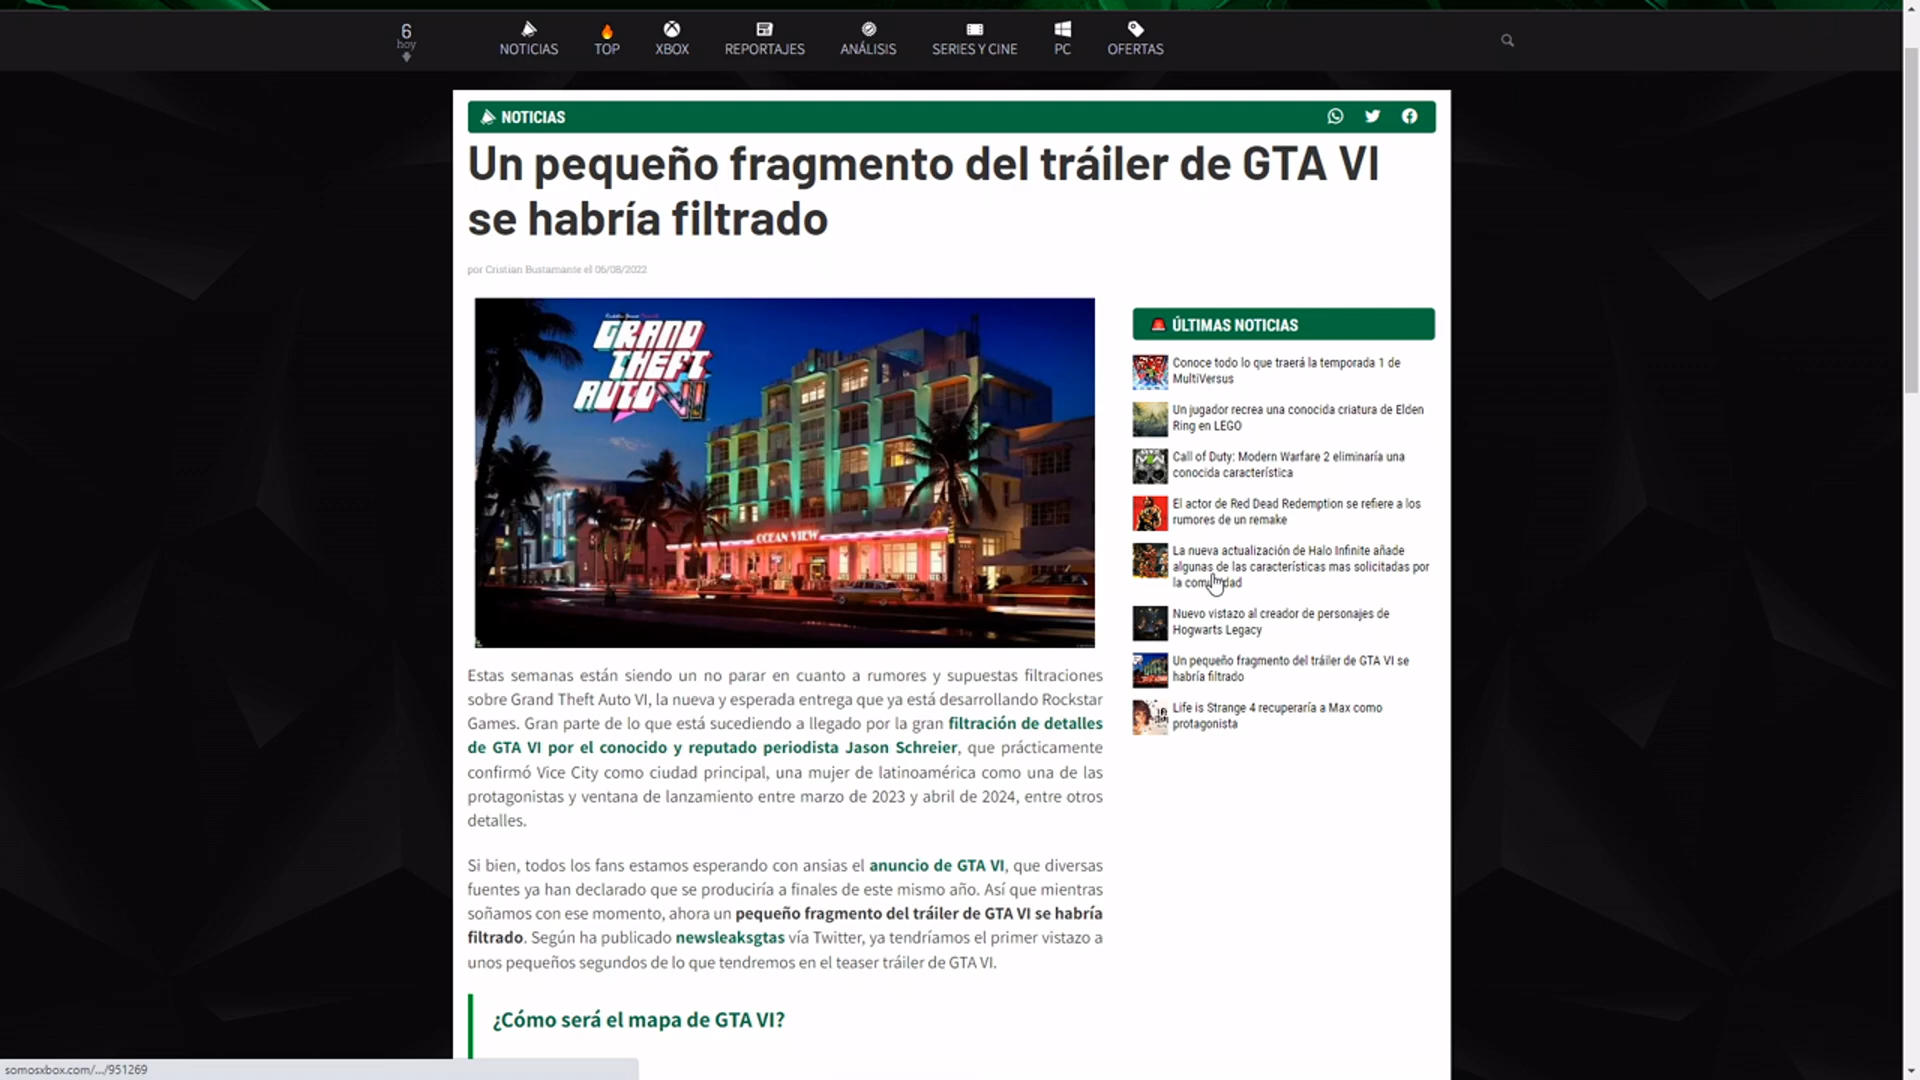 6
hoy
NOTICIAS
TOP
XBOX
REPORTAJES
ANÁLISIS
SERIES Y CINE
PC
OFERTAS
NOTICIAS
Un pequeño fragmento del tráiler de GTA VI
se habría filtrado
por Cristian Bustamante el 06/08/2022
GRAND
THEFT
AUTO VI
OCEAN VIEW
Estas semanas están siendo un no parar en cuanto a rumores y supuestas filtraciones
sobre Grand Theft Auto VI, la nueva y esperada entrega que ya está desarrollando Rockstar
Games. Gran parte de lo que está sucediendo a llegado por la gran filtración de detalles
de GTA VI por el conocido y reputado periodista Jason Schreier, que prácticamente
confirmó Vice City como ciudad principal, una mujer de latinoamérica como una de las
protagonistas y ventana de lanzamiento entre marzo de 2023 y abril de 2024, entre otros
detalles.
Si bien, todos los fans estamos esperando con ansias el anuncio de GTA VI, que diversas
fuentes ya han declarado que se produciría a finales de este mismo año. Así que mientras
soñamos con ese momento, ahora un pequeño fragmento del tráiler de GTA VI se habría
filtrado. Según ha publicado newsleaksgtas vía Twitter, ya tendríamos el primer vistazo a
unos pequeños segundos de lo que tendremos en el teaser tráiler de GTA VI.
¿Cómo será el mapa de GTA VI?
ÚLTIMAS NOTICIAS
Conoce todo lo que traerá la temporada 1 de
MultiVersus
Un jugador recrea una conocida criatura de Elden
Ring en LEGO
Call of Duty: Modern Warfare 2 eliminaría una
conocida característica
El actor de Red Dead Redemption se refiere a los
rumores de un remake
La nueva actualización de Halo Infinite añade
algunas de las características mas solicitadas por
la comunidad
Nuevo vistazo al creador de personajes de
Hogwarts Legacy
Un pequeño fragmento del tráiler de GTA VI se
habría filtrado
Life is Strange 4 recuperaría a Max como
protagonista
somosxbox.com/.../951269